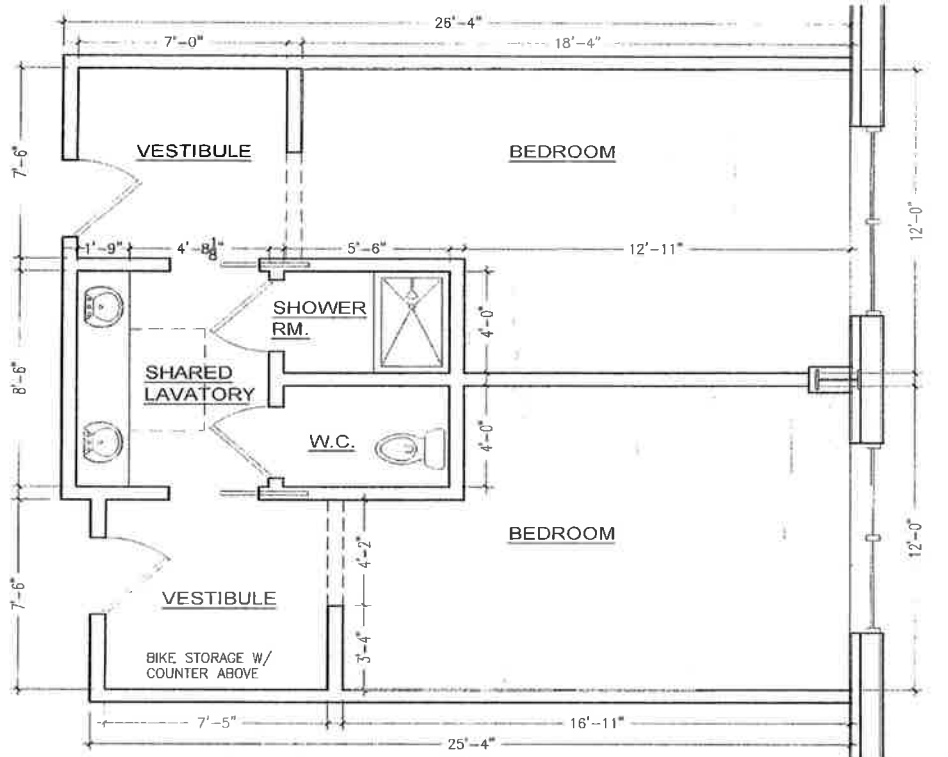 26'-4"
7'-0"
18'-4"
7'-6"
VESTIBULE
BEDROOM
12'-0"
1'-9"
4'-8 1/8"
5'-6"
12'-11"
SHOWER
RM.
4'-0"
8'-6"
SHARED
LAVATORY
W.C.
4'-0"
BEDROOM
12'-0"
4'-2"
7'-6"
VESTIBULE
3'-4"
BIKE STORAGE W/
COUNTER ABOVE
7'-5"
16'-11"
25'-4"